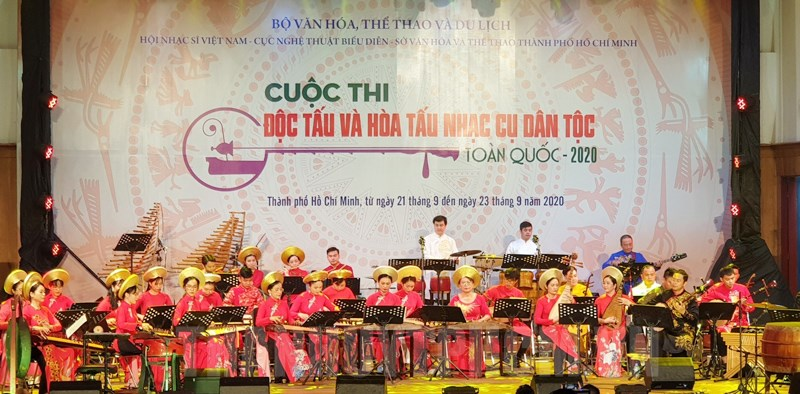 BỘ VĂN HÓA, THỂ THAO VÀ DU LỊCH
HỘI NHẠC SĨ VIỆT NAM - CỤC NGHỆ THUẬT BIỂU DIỄN - SỞ VĂN HÓA VÀ THỂ THAO THÀNH PHỐ HỒ CHÍ MINH
CUỘC THI
ĐỘC TẤU VÀ HÒA TẤU NHẠC CỤ DÂN TỘC
TOÀN QUỐC - 2020
Thành phố Hồ Chí Minh, từ ngày 21 tháng 9 đến ngày 23 tháng 9 năm 2020